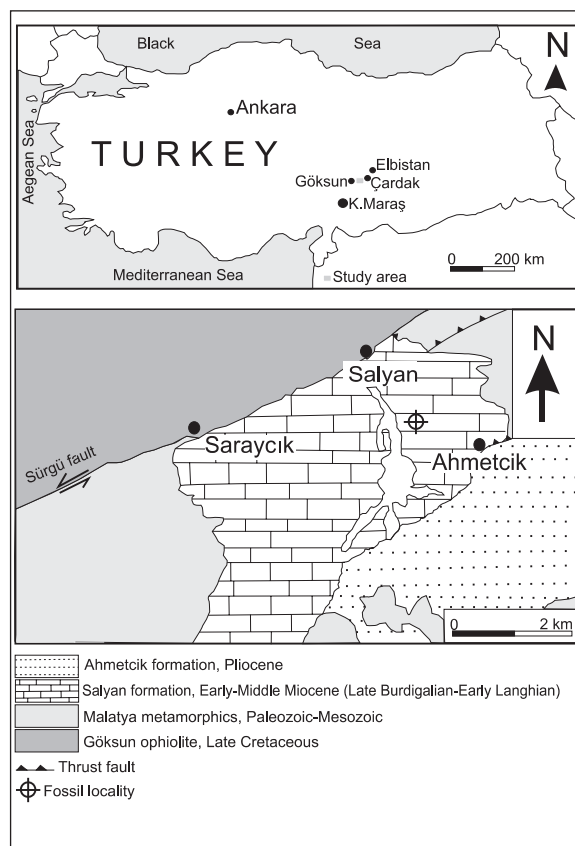 Black Sea
N
Aegean Sea
Ankara
TURKEY
Elbistan
Göksun
Çardak
K.Maraş
0 200 km
Mediterranean Sea
Study area
N
Salyan
Saraycık
Ahmetcik
Sürgü fault
0 2 km
Ahmetcik formation, Pliocene
Salyan formation, Early-Middle Miocene (Late Burdigalian-Early Langhian)
Malatya metamorphics, Paleozoic-Mesozoic
Göksun ophiolite, Late Cretaceous
Thrust fault
Fossil locality